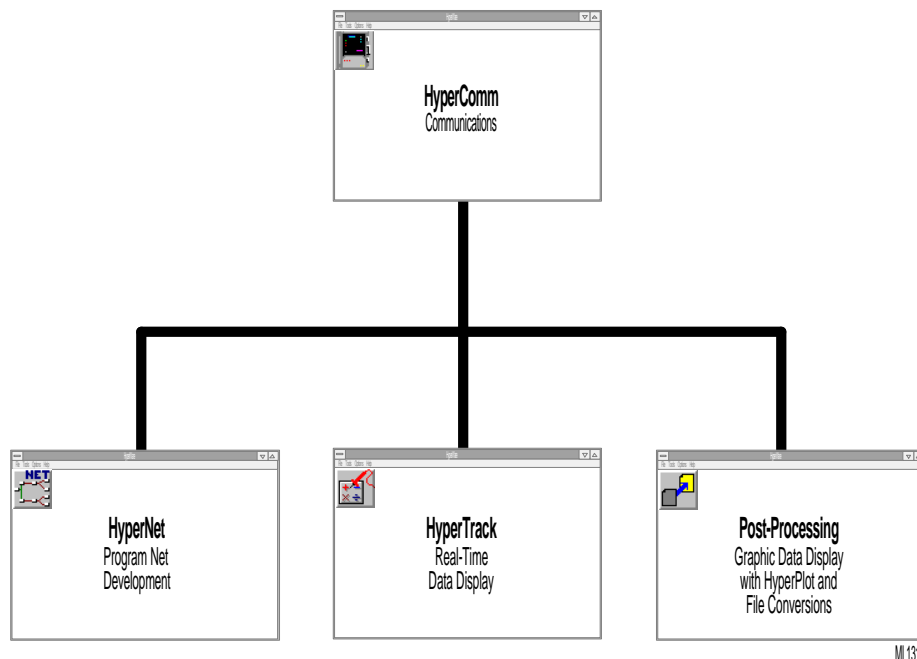 HyperComm
Communications
NET
HyperNet
Program Net
Development
HyperTrack
Real-Time
Data Display
Post-Processing
Graphic Data Display
with HyperPlot and
File Conversions